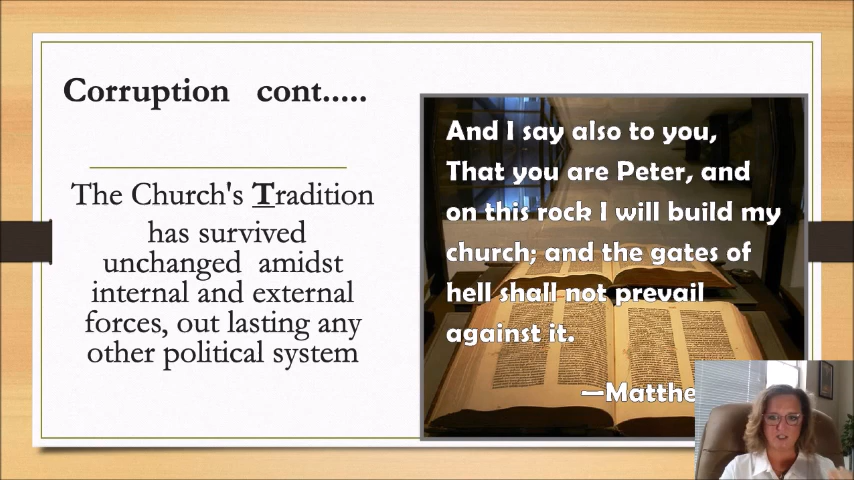 Corruption cont.....
The Church's Tradition
has survived
unchanged amidst
internal and external
forces, out lasting any
other political system
And I say also to you,
That you are Peter, and
on this rock I will build my
church; and the gates of
hell shall not prevail
against it.